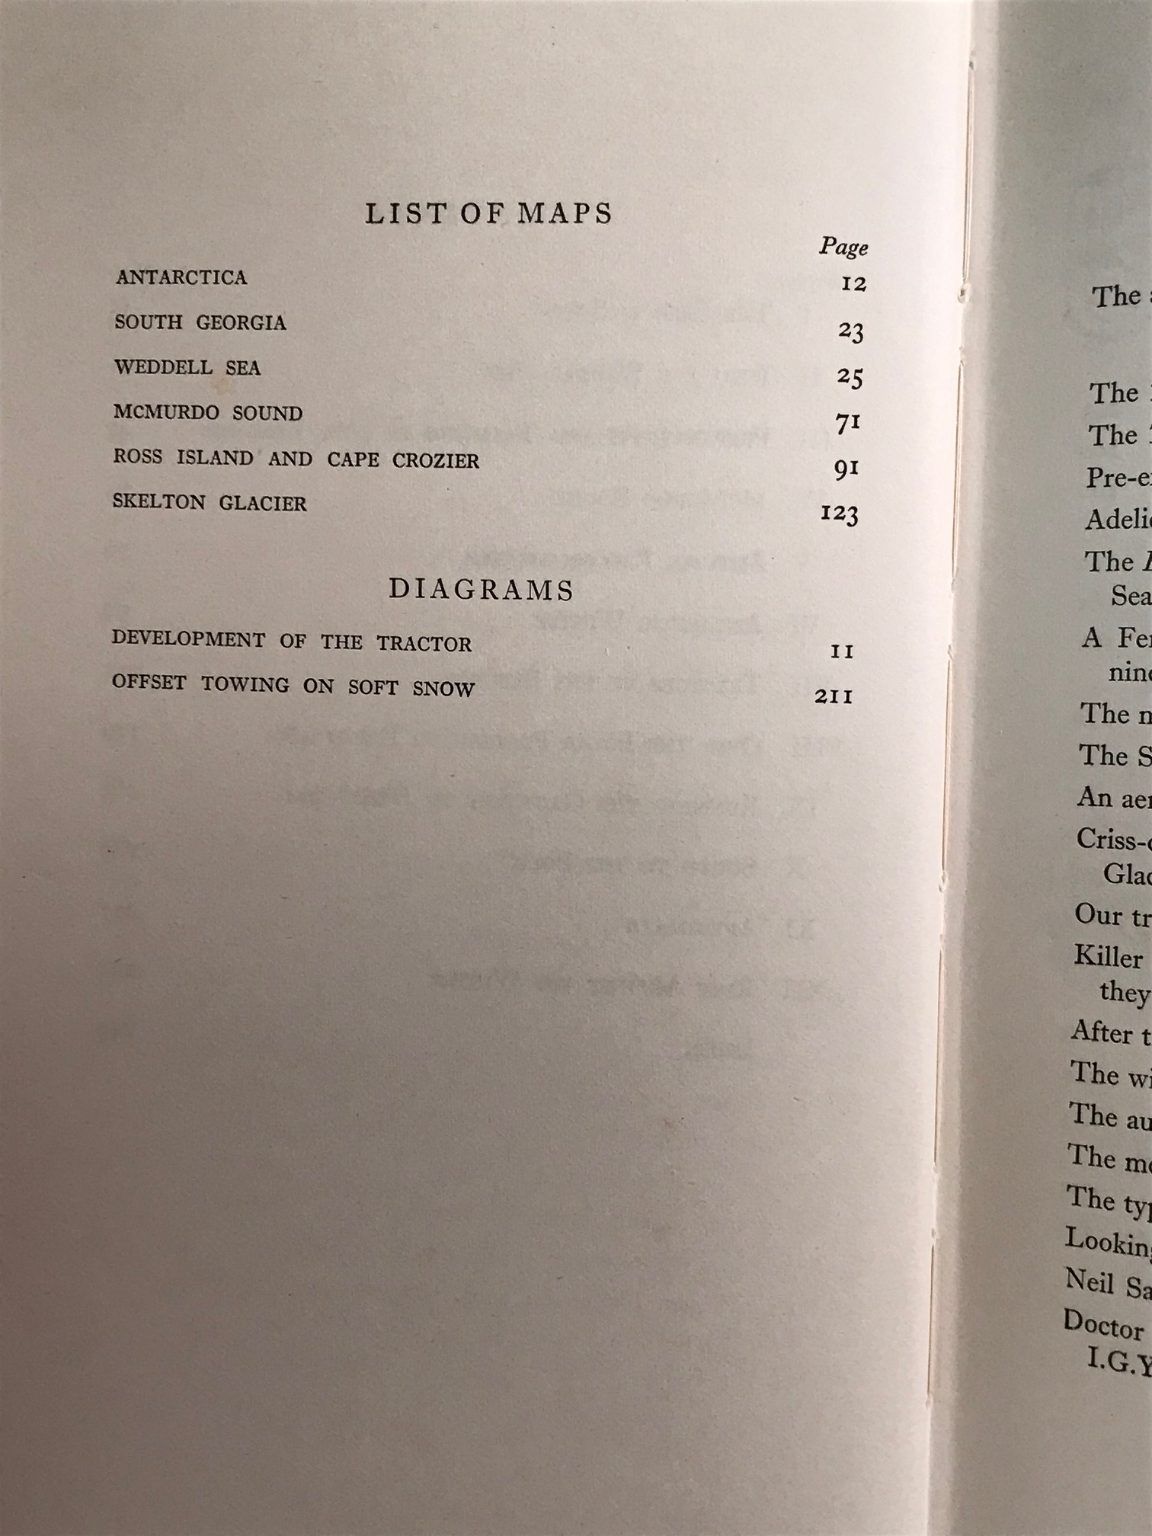 LIST OF MAPS
Page
ANTARCTICA 12
SOUTH GEORGIA 23
WEDDELL SEA 25
MCMURDO SOUND 71
ROSS ISLAND AND CAPE CROZIER 91
SKELTON GLACIER 123
DIAGRAMS
DEVELOPMENT OF THE TRACTOR 11
OFFSET TOWING ON SOFT SNOW 211
The
The
The
Pre-e
Adeli
The
Sea
A Fe
nin
The
The S
An ae
Criss-
Gla
Our tr
Killer
they
After t
The wi
The au
The m
The ty
Lookin
Neil Sa
Doctor
I.G.Y